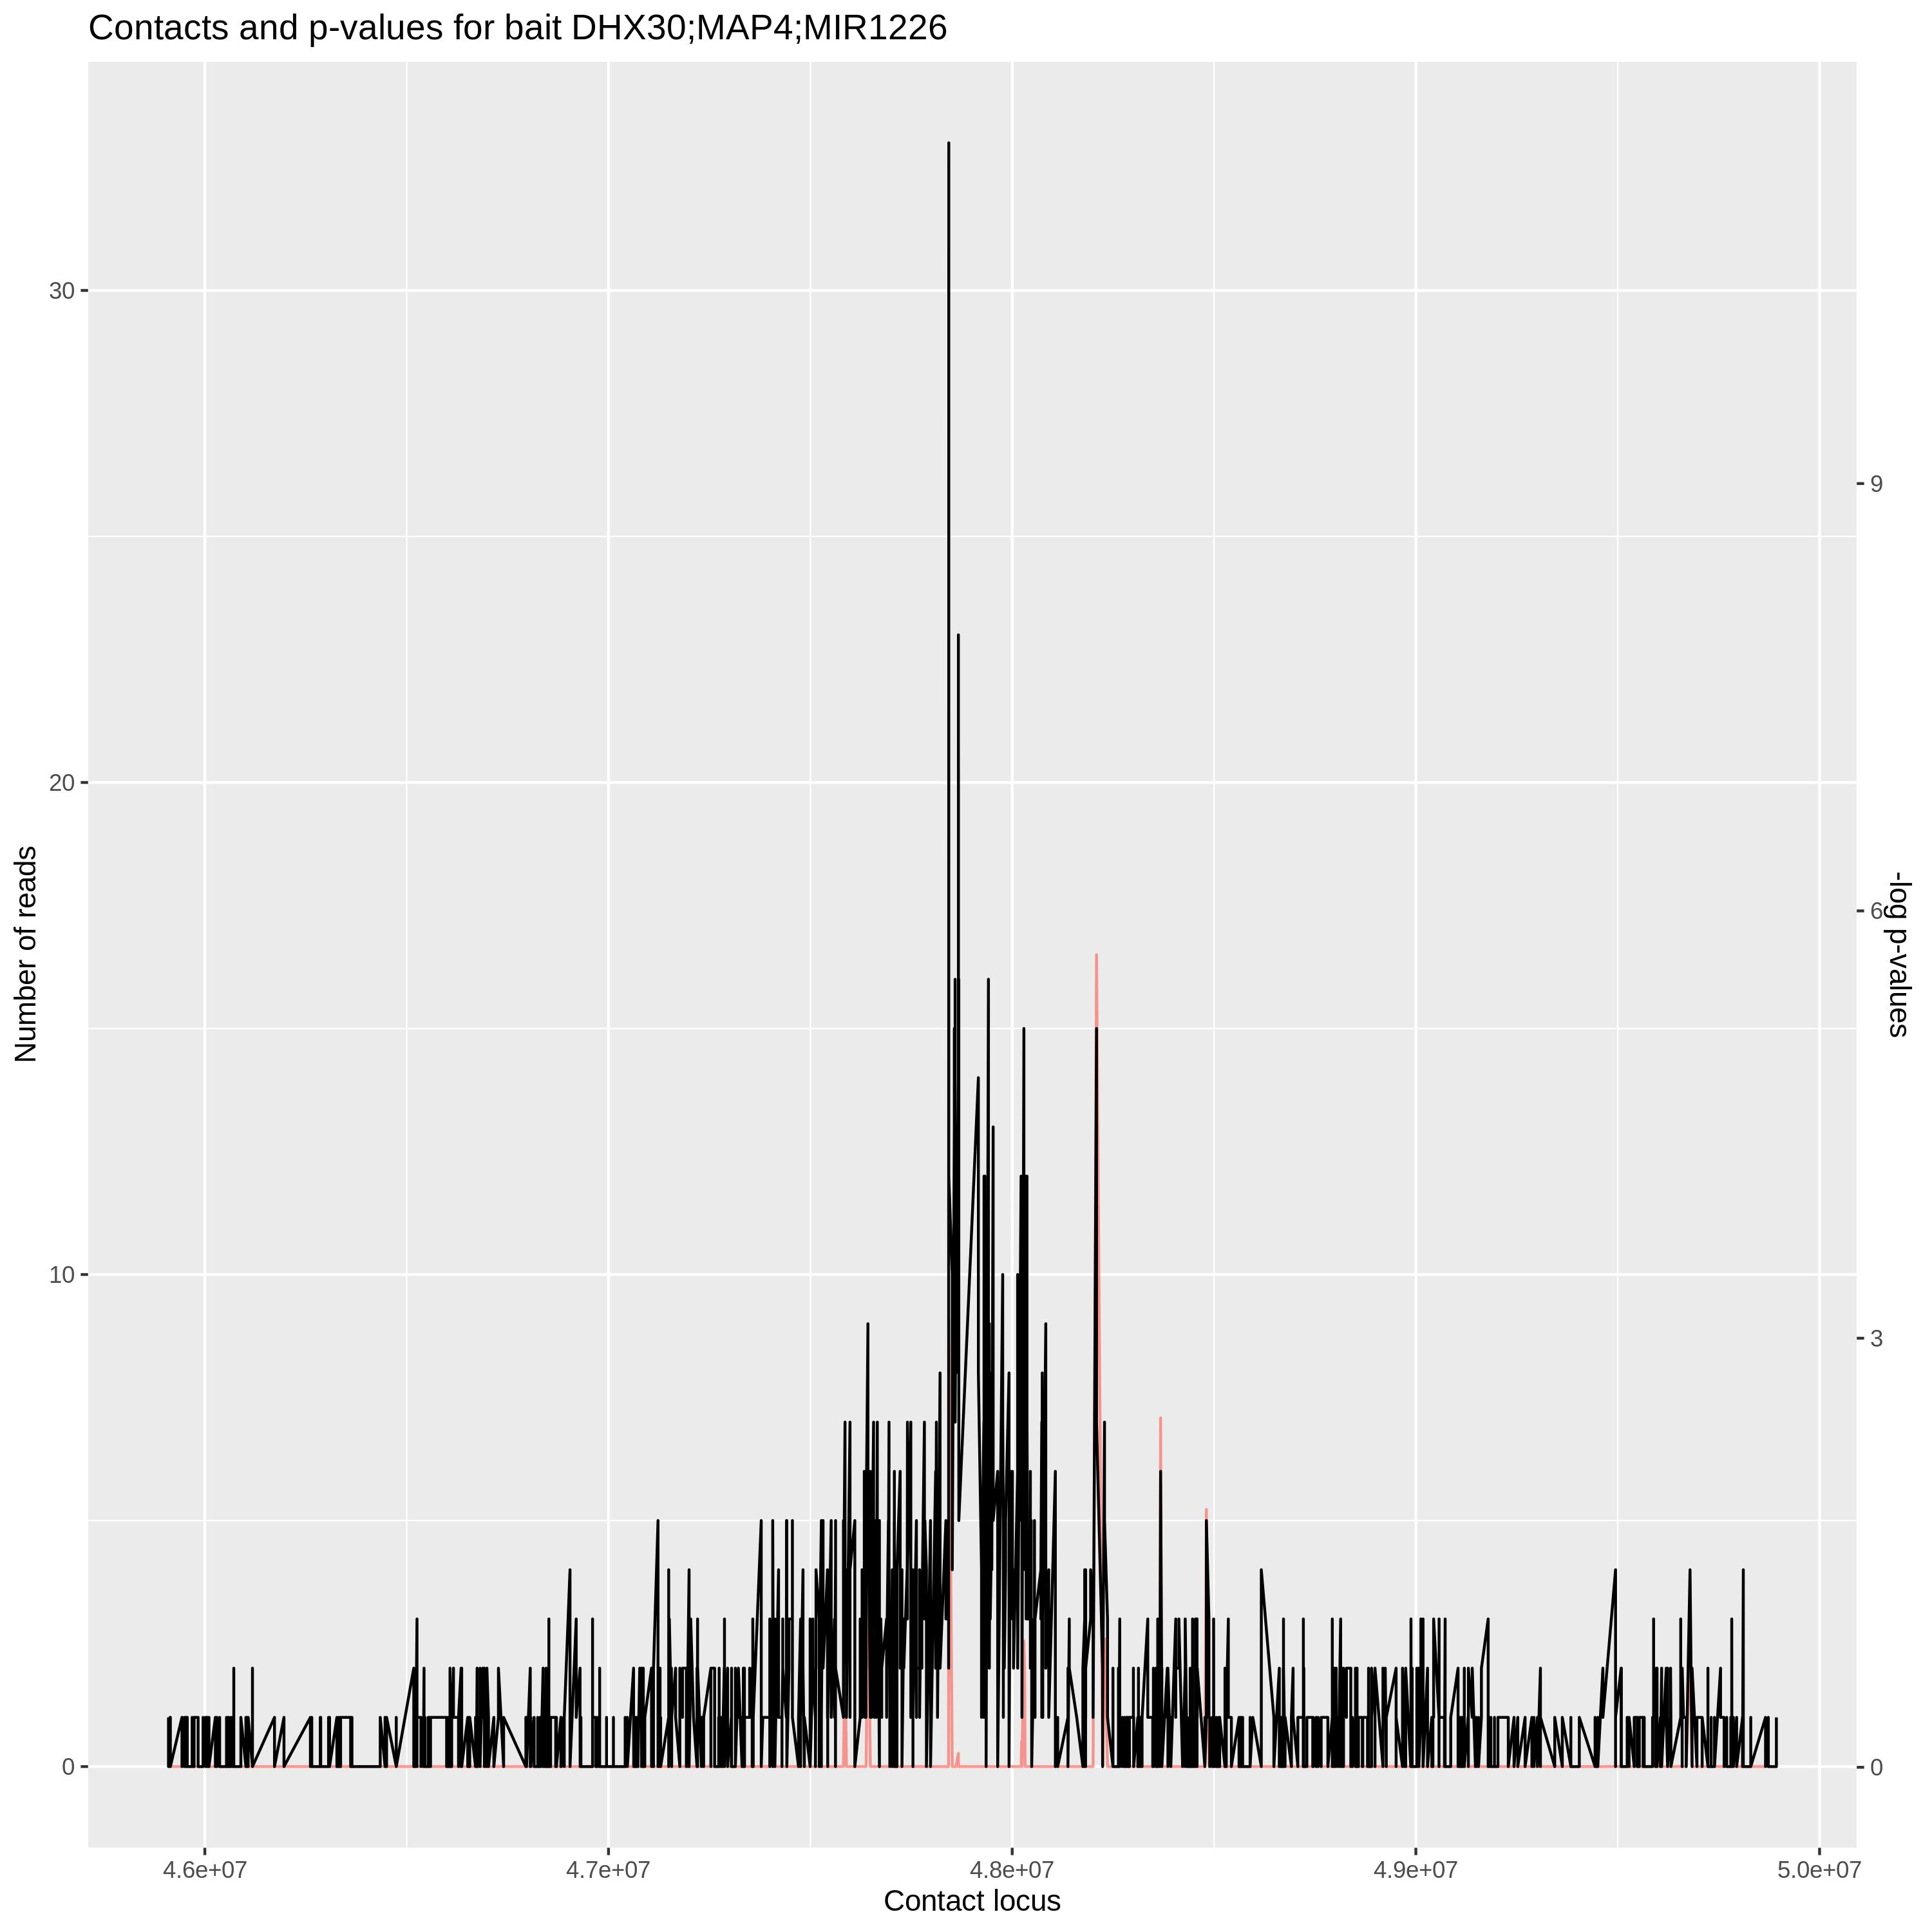 Contacts and p-values for bait DHX30;MAP4;MIR1226
30
20
10
0
Number of reads
9
6
3
0
-log p-values
4.6e+07
4.7e+07
4.8e+07
4.9e+07
5.0e+07
Contact locus